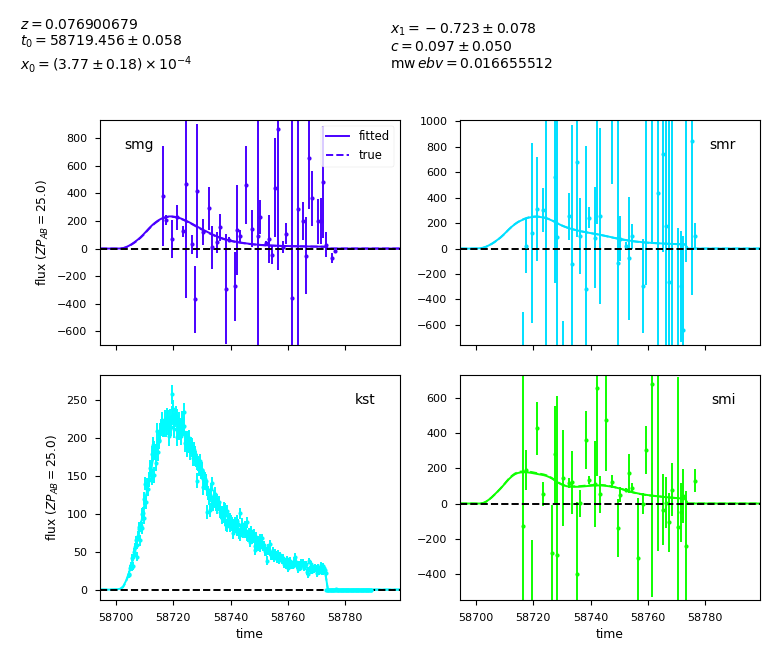 z = 0.076900679
t₀ = 58719.456 ± 0.058
x₀ = (3.77 ± 0.18) × 10⁻⁴
x₁ = −0.723 ± 0.078
c = 0.097 ± 0.050
mw ebv = 0.016655512
smg
fitted
true
flux (ZP_AB = 25.0)
800
600
400
200
0
−200
−400
−600
smr
1000
800
600
400
200
0
−200
−400
−600
kst
flux (ZP_AB = 25.0)
250
200
150
100
50
0
58700 58720 58740 58760 58780
time
smi
600
400
200
0
−200
−400
58700 58720 58740 58760 58780
time